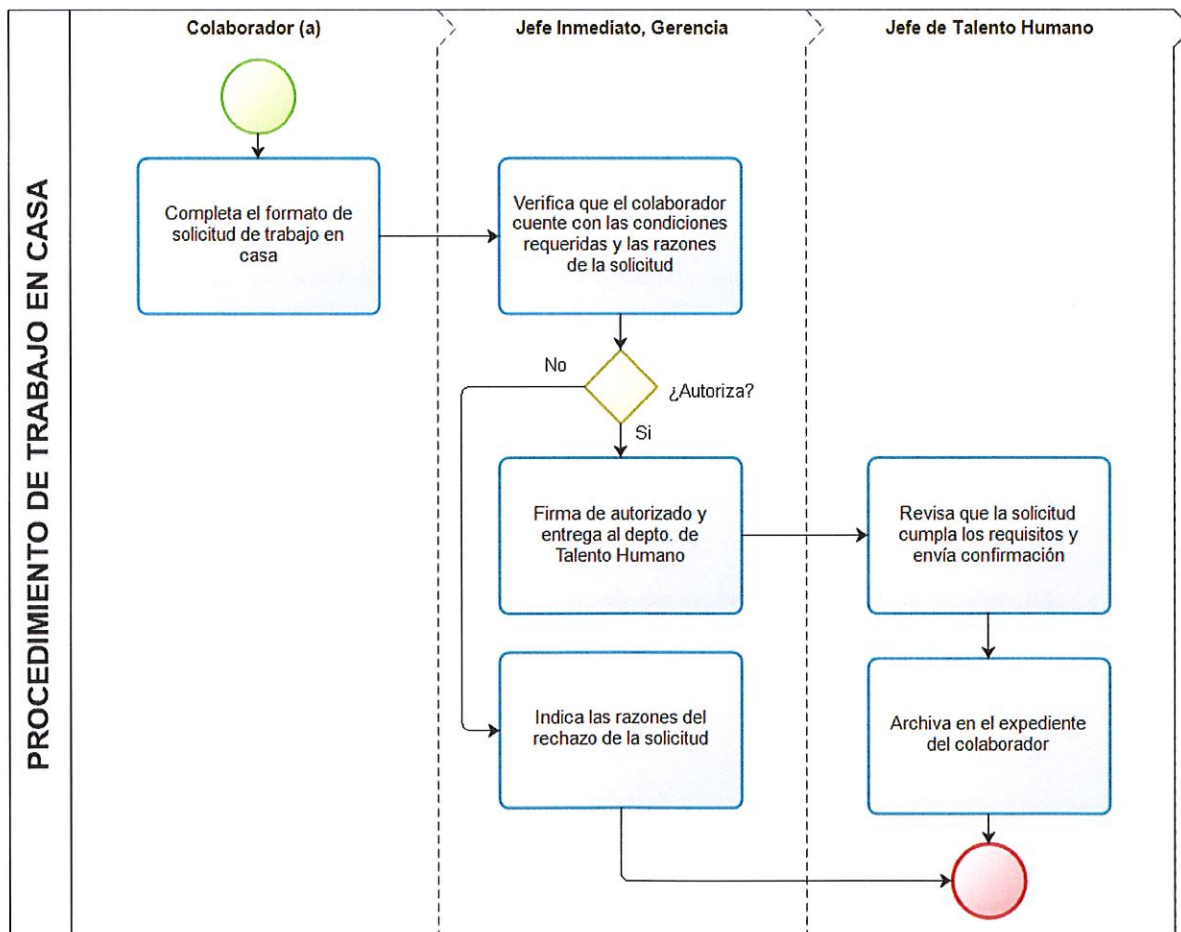 PROCEDIMIENTO DE TRABAJO EN CASA
Colaborador (a)
Jefe Inmediato, Gerencia
Jefe de Talento Humano
Completa el formato de
solicitud de trabajo en
casa
Verifica que el colaborador
cuente con las condiciones
requeridas y las razones
de la solicitud
No
¿Autoriza?
Si
Firma de autorizado y
entrega al depto. de
Talento Humano
Revisa que la solicitud
cumpla los requisitos y
envía confirmación
Indica las razones del
rechazo de la solicitud
Archiva en el expediente
del colaborador